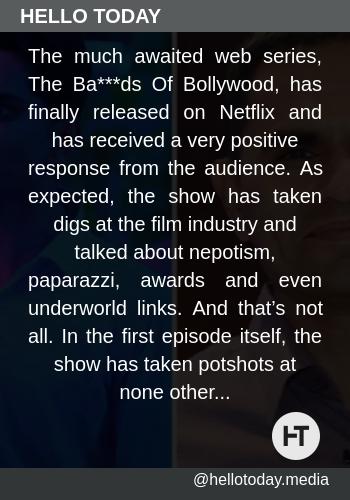 HELLO TODAY
The much awaited web series,
The Ba***ds Of Bollywood, has
finally released on Netflix and
has received a very positive
response from the audience. As
expected, the show has taken
digs at the film industry and
talked about nepotism,
paparazzi, awards and even
underworld links. And that’s not
all. In the first episode itself, the
show has taken potshots at
none other...
HT
@hellotoday.media